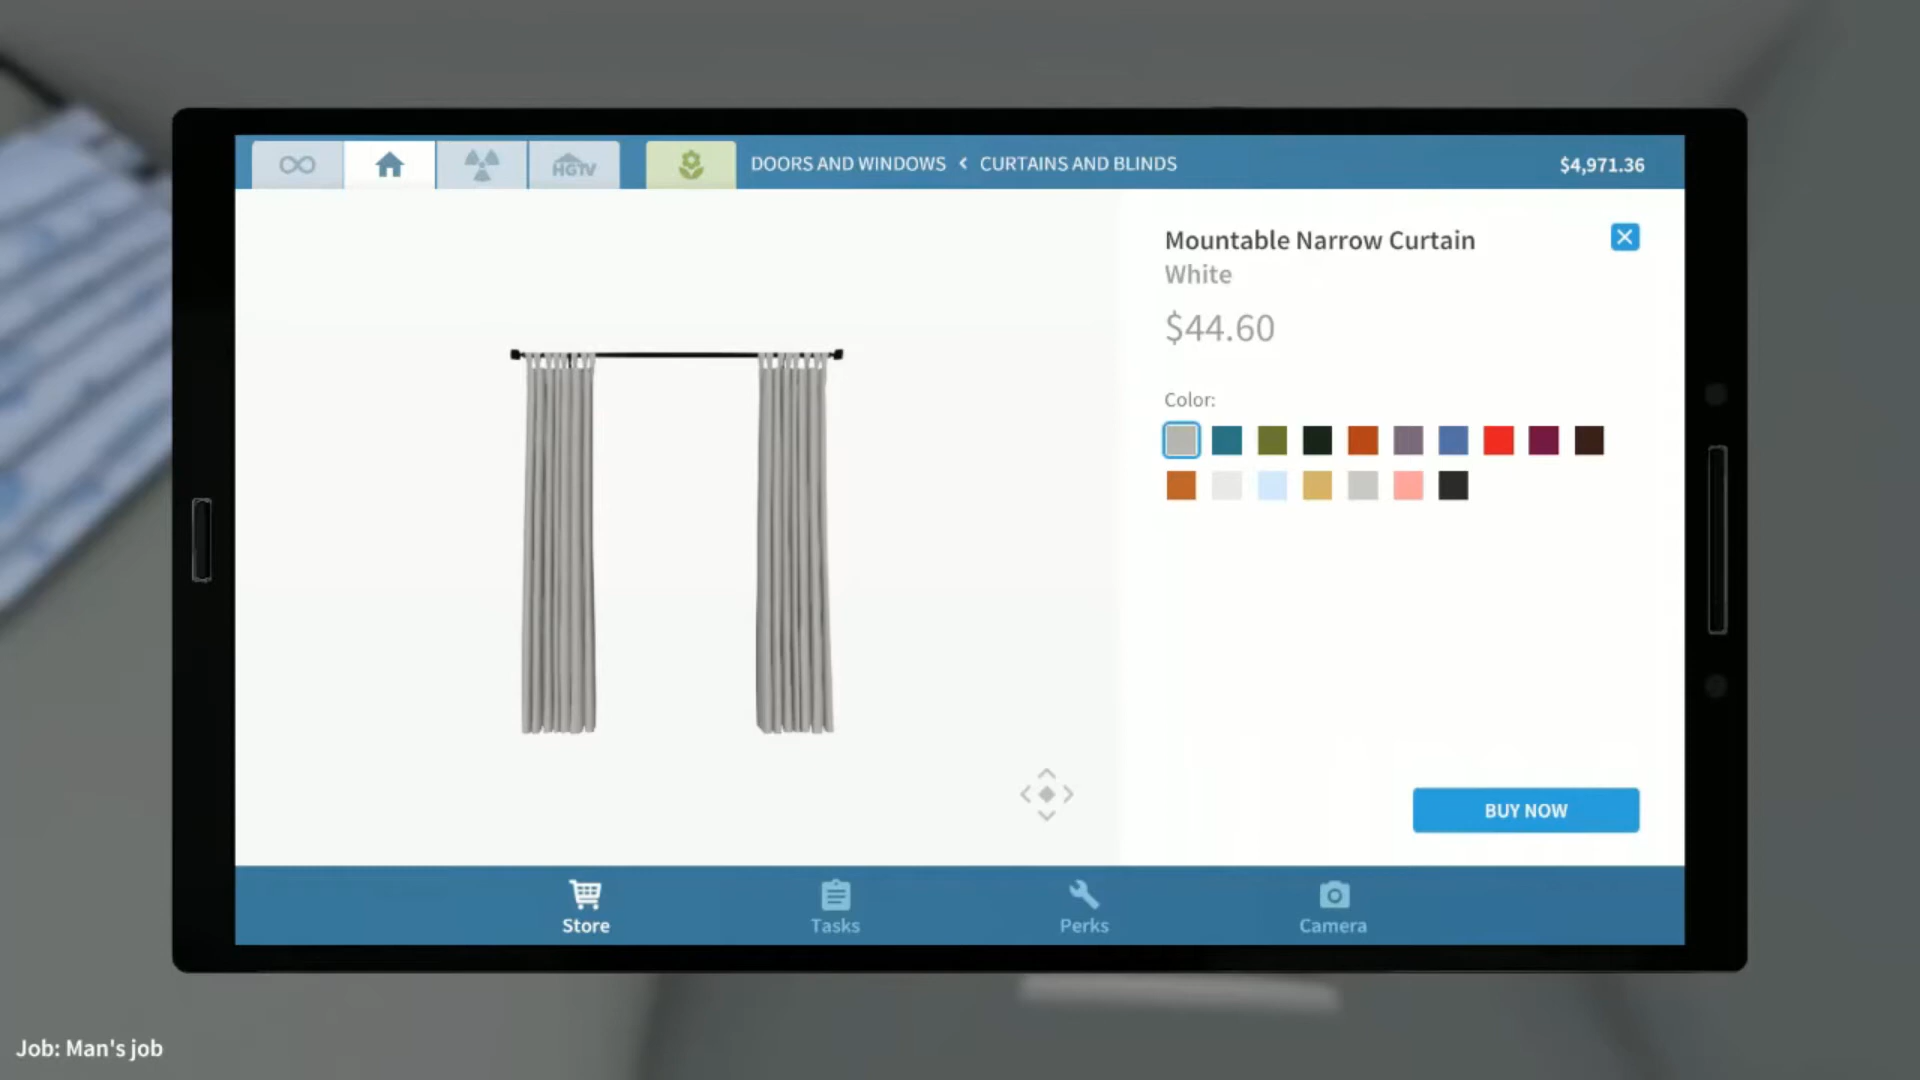 HGTV
DOORS AND WINDOWS < CURTAINS AND BLINDS
$4,971.36
Mountable Narrow Curtain
White
$44.60
Color:
BUY NOW
Store
Tasks
Perks
Camera
Job: Man's job